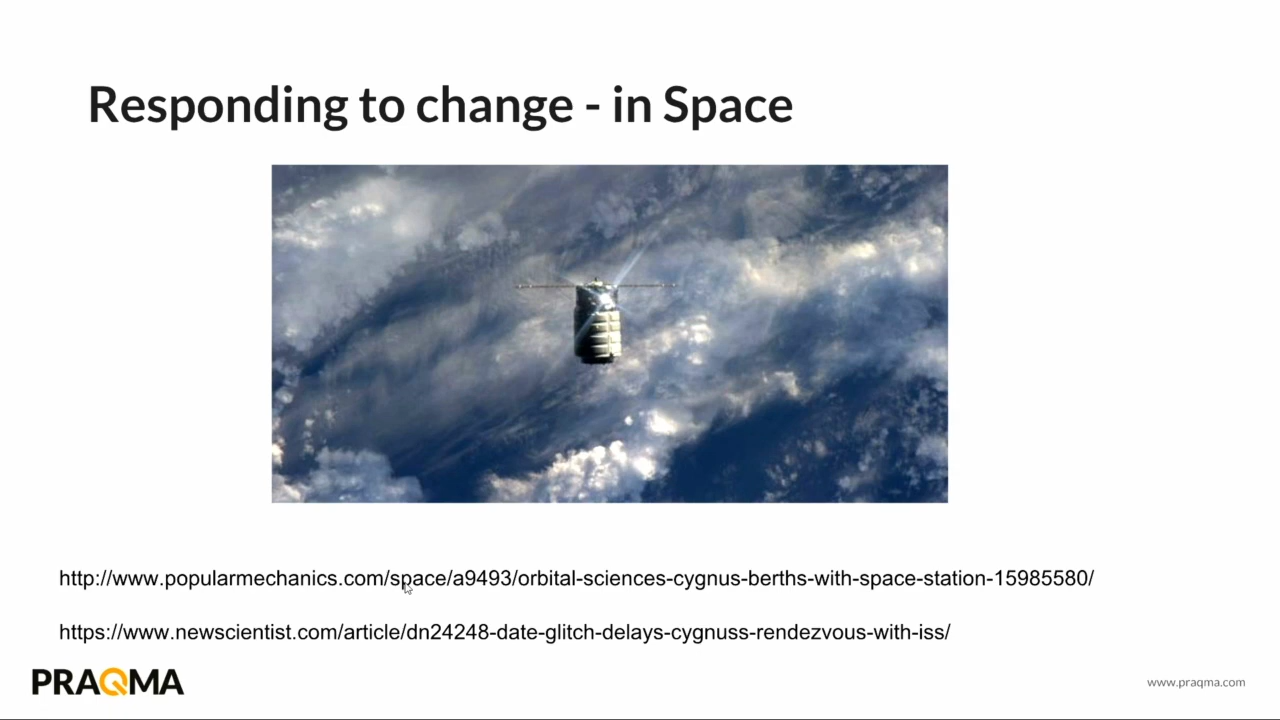 Responding to change - in Space
http://www.popularmechanics.com/space/a9493/orbital-sciences-cygnus-berths-with-space-station-15985580/
https://www.newscientist.com/article/dn24248-date-glitch-delays-cygnuss-rendezvous-with-iss/
PRAQMA
www.praqma.com